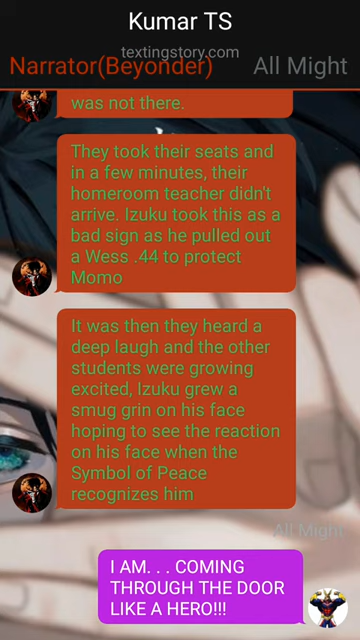 Kumar TS
textingstory.com
Narrator(Beyonder)
All Might
was not there.
They took their seats and
in a few minutes, their
homeroom teacher didn't
arrive. Izuku took this as a
bad sign as he pulled out
a Wess .44 to protect
Momo
It was then they heard a
deep laugh and the other
students were growing
excited, Izuku grew a
smug grin on his face
hoping to see the reaction
on his face when the
Symbol of Peace
recognizes him
All Might
I AM. . . COMING
THROUGH THE DOOR
LIKE A HERO!!!